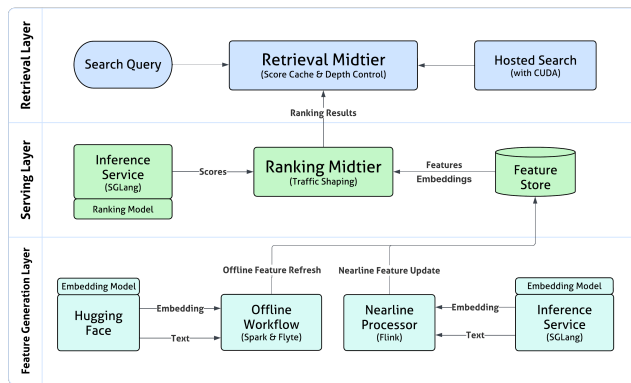 Retrieval Layer
Search Query
Retrieval Midtier
(Score Cache & Depth Control)
Hosted Search
(with CUDA)
Ranking Results
Serving Layer
Inference
Service
(SGLang)
Ranking Model
Scores
Ranking Midtier
(Traffic Shaping)
Features
Embeddings
Feature
Store
Feature Generation Layer
Offline Feature Refresh
Nearline Feature Update
Embedding Model
Hugging
Face
Embedding
Text
Offline
Workflow
(Spark & Flyte)
Nearline
Processor
(Flink)
Embedding
Text
Embedding Model
Inference
Service
(SGLang)